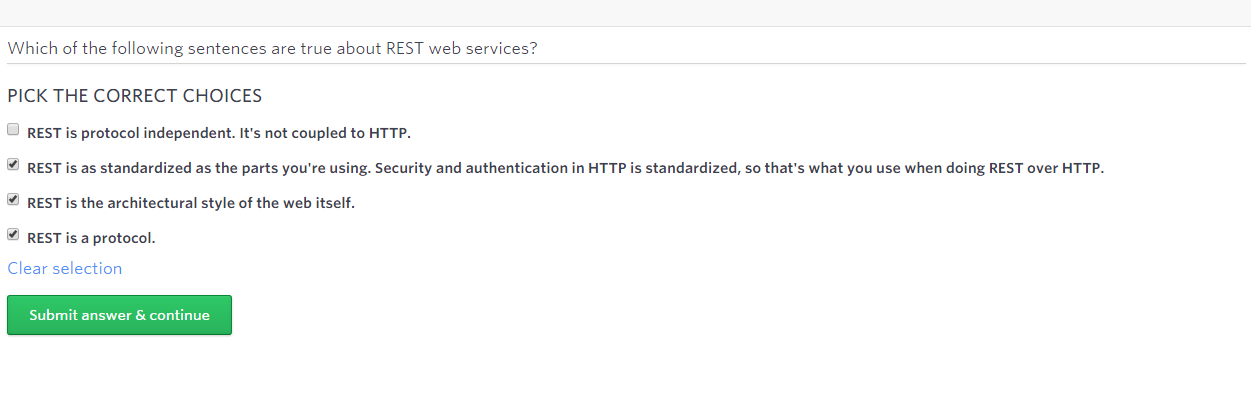 Which of the following sentences are true about REST web services?
PICK THE CORRECT CHOICES
REST is protocol independent. It's not coupled to HTTP.
REST is as standardized as the parts you're using. Security and authentication in HTTP is standardized, so that's what you use when doing REST over HTTP.
REST is the architectural style of the web itself.
REST is a protocol.
Clear selection
Submit answer & continue